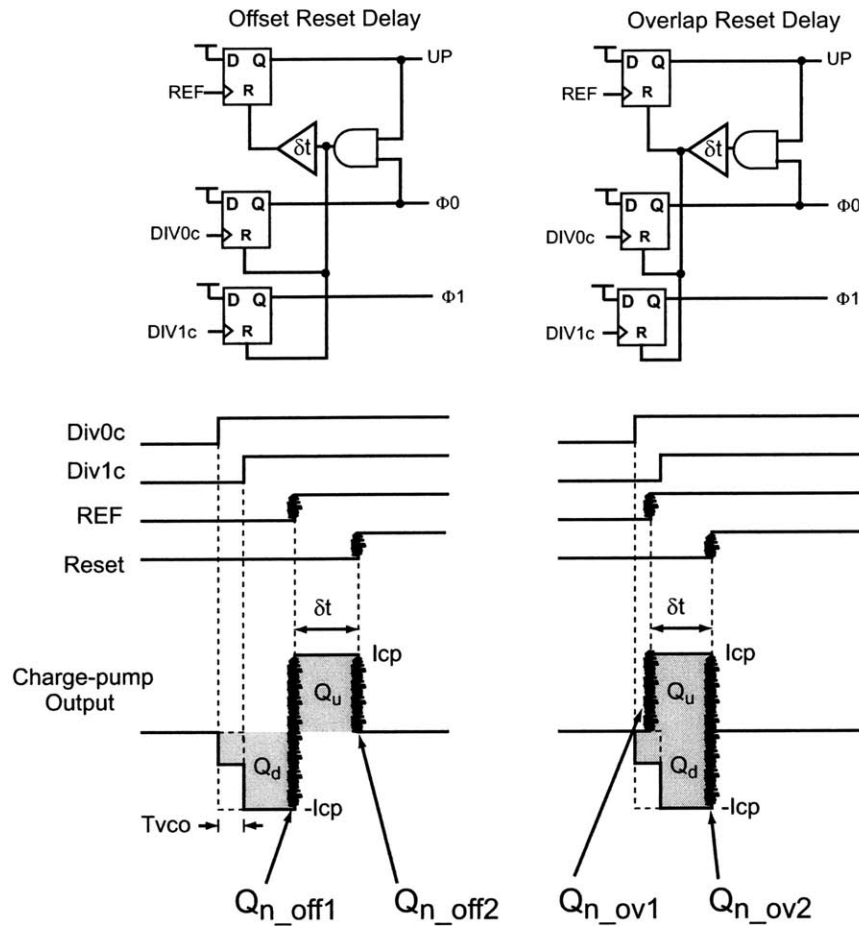 Offset Reset Delay
Overlap Reset Delay
D Q
UP
REF
R
δt
D Q
Φ0
DIV0c
R
D Q
Φ1
DIV1c
R
D Q
UP
REF
R
δt
D Q
Φ0
DIV0c
R
D Q
Φ1
DIV1c
R
Div0c
Div1c
REF
Reset
δt
δt
Icp
Icp
Charge-pump
Output
Qu
Qu
Qd
Qd
-Icp
-Icp
Tvco
Qn_off1
Qn_off2
Qn_ov1
Qn_ov2